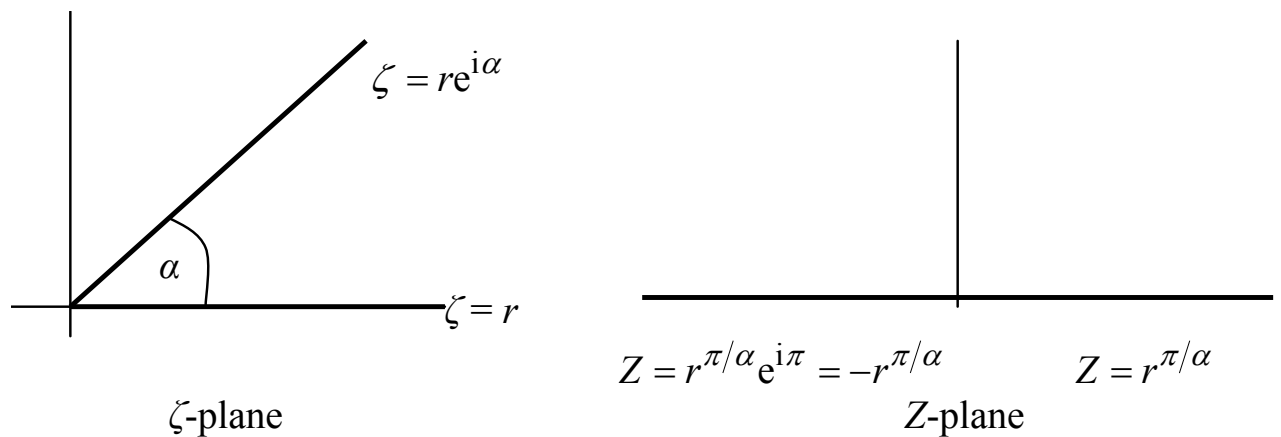 ζ = re^{iα}
α
ζ = r
Z = r^{π/α}e^{iπ} = −r^{π/α}
Z = r^{π/α}
ζ-plane
Z-plane